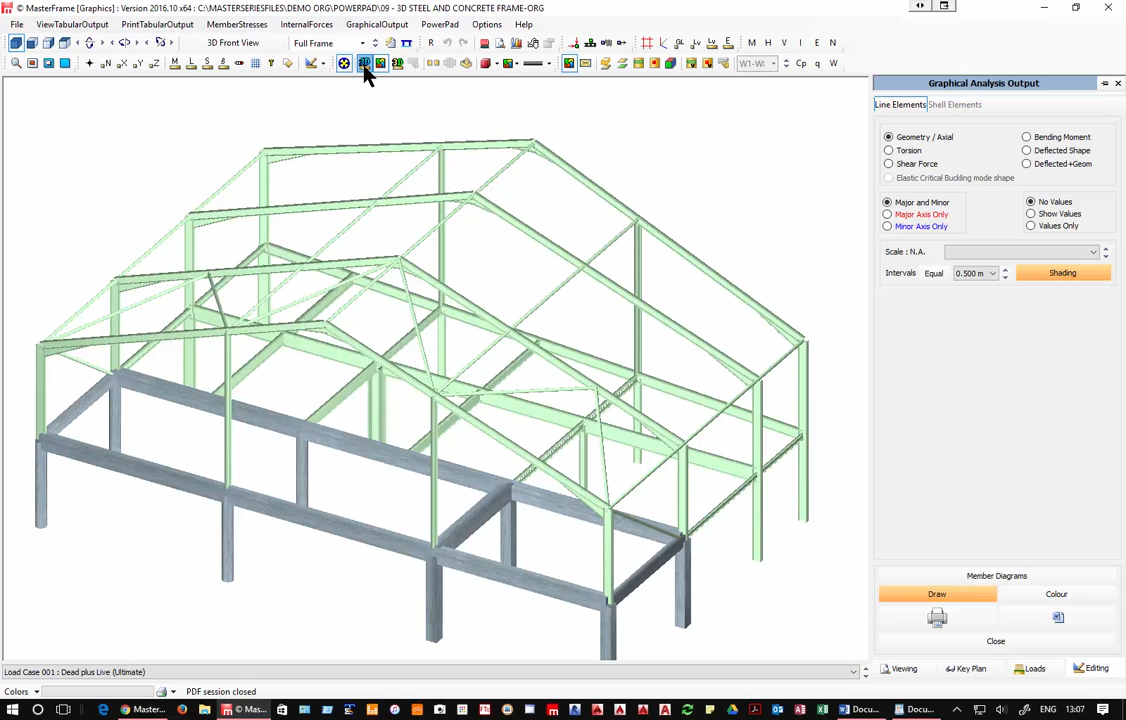 MasterFrame [Graphics] : Version 2016.10 x64 : C:\MASTERSERIESFILES\DEMO ORG\POWERPAD\09 - 3D STEEL AND CONCRETE FRAME-ORG
File ViewTabularOutput PrintTabularOutput MemberStresses InternalForces GraphicalOutput PowerPad Options Help
3D Front View Full Frame R GL Lv Lv E M H V I E N
N X Y Z M L S B T W1-W Cp q W
Graphical Analysis Output
Line Elements Shell Elements
Geometry / Axial Bending Moment
Torsion Deflected Shape
Shear Force Deflected+Geom
Elastic Critical Buckling mode shape
Major and Minor No Values
Major Axis Only Show Values
Minor Axis Only Values Only
Scale : N.A.
Intervals Equal 0.500 m Shading
Member Diagrams
Draw Colour
Close
Load Case 001 : Dead plus Live (Ultimate)
Viewing Key Plan Loads Editing
Colors PDF session closed
Master... Mas... Docu... Docu... ENG 13:07